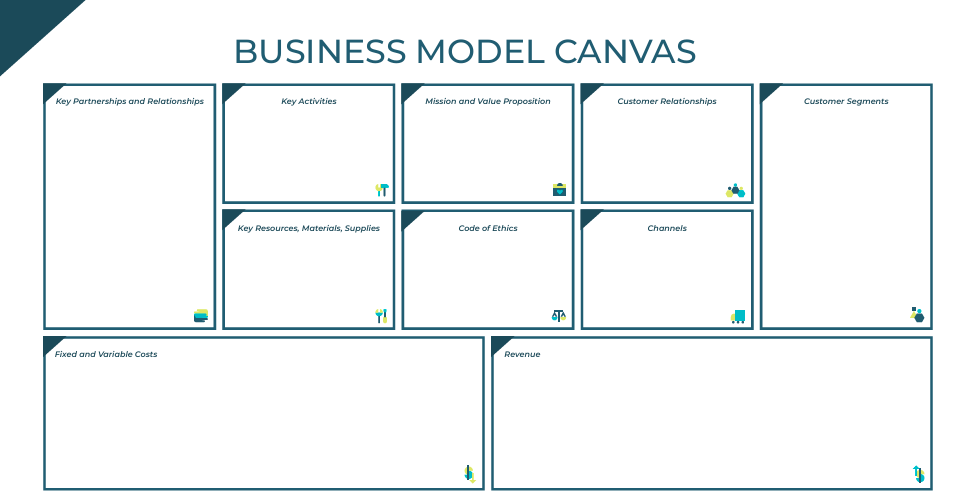 BUSINESS MODEL CANVAS
Key Partnerships and Relationships
Key Activities
Mission and Value Proposition
Customer Relationships
Customer Segments
Key Resources, Materials, Supplies
Code of Ethics
Channels
Fixed and Variable Costs
Revenue